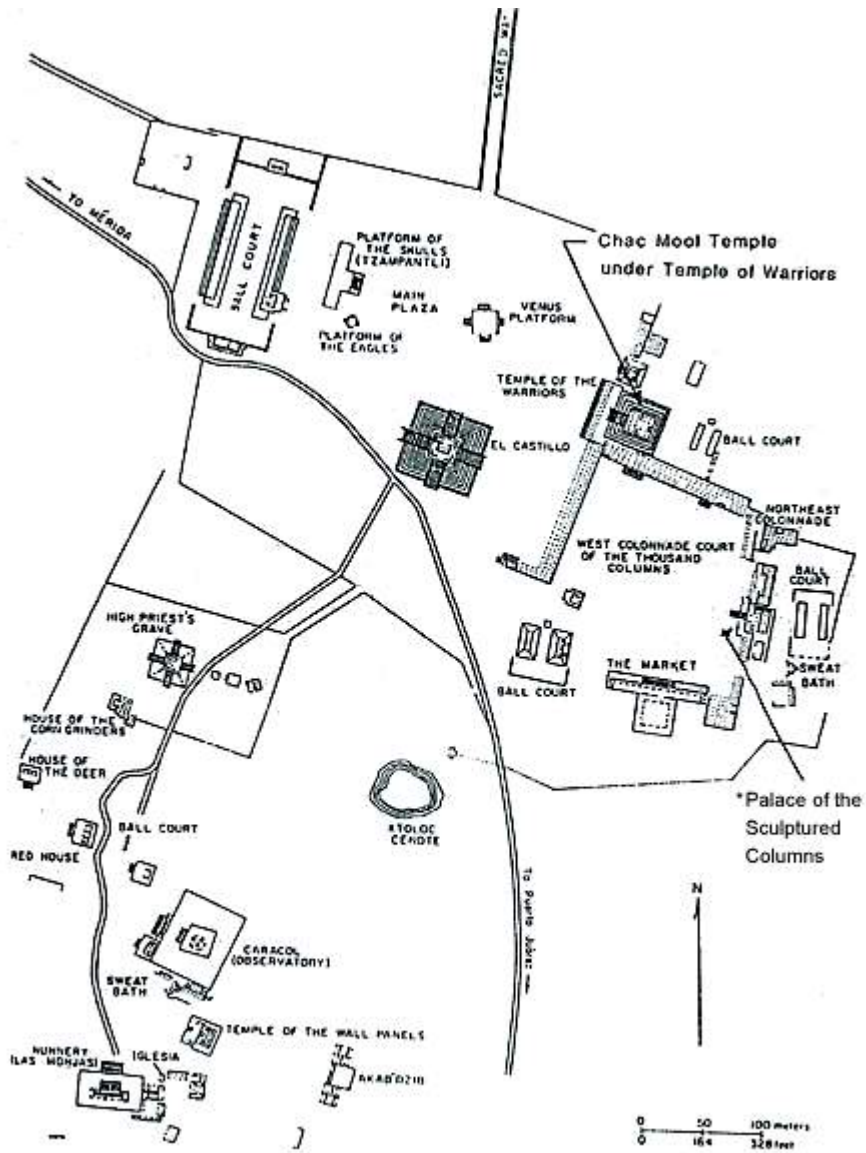 SACRED WE-
TO MÉRIDA
BALL COURT
PLATFORM OF
THE SKULLS
(TZAMPANTLI)
MAIN
PLAZA
PLATFORM OF
THE EAGLES
VENUS
PLATFORM
Chac Mool Temple
under Temple of Warriors
TEMPLE OF THE
WARRIORS
BALL COURT
EL CASTILLO
NORTHEAST
COLONNADE
WEST COLONNADE COURT
OF THE THOUSAND
COLUMNS
BALL
COURT
HIGH PRIEST'S
GRAVE
THE MARKET
SWEAT
BATH
BALL COURT
HOUSE OF THE
CORN GRINDERS
HOUSE OF
THE DEER
*Palace of the
Sculptured
Columns
BALL COURT
XTOLOC
CENOTE
RED HOUSE
To Puerto Juárez
N
CARACOL
(OBSERVATORY)
SWEAT
BATH
TEMPLE OF THE WALL PANELS
NUNNERY
(LAS MONJAS)
IGLESIA
AKAB'DZIB
0 50 100 meters
0 164 328 feet